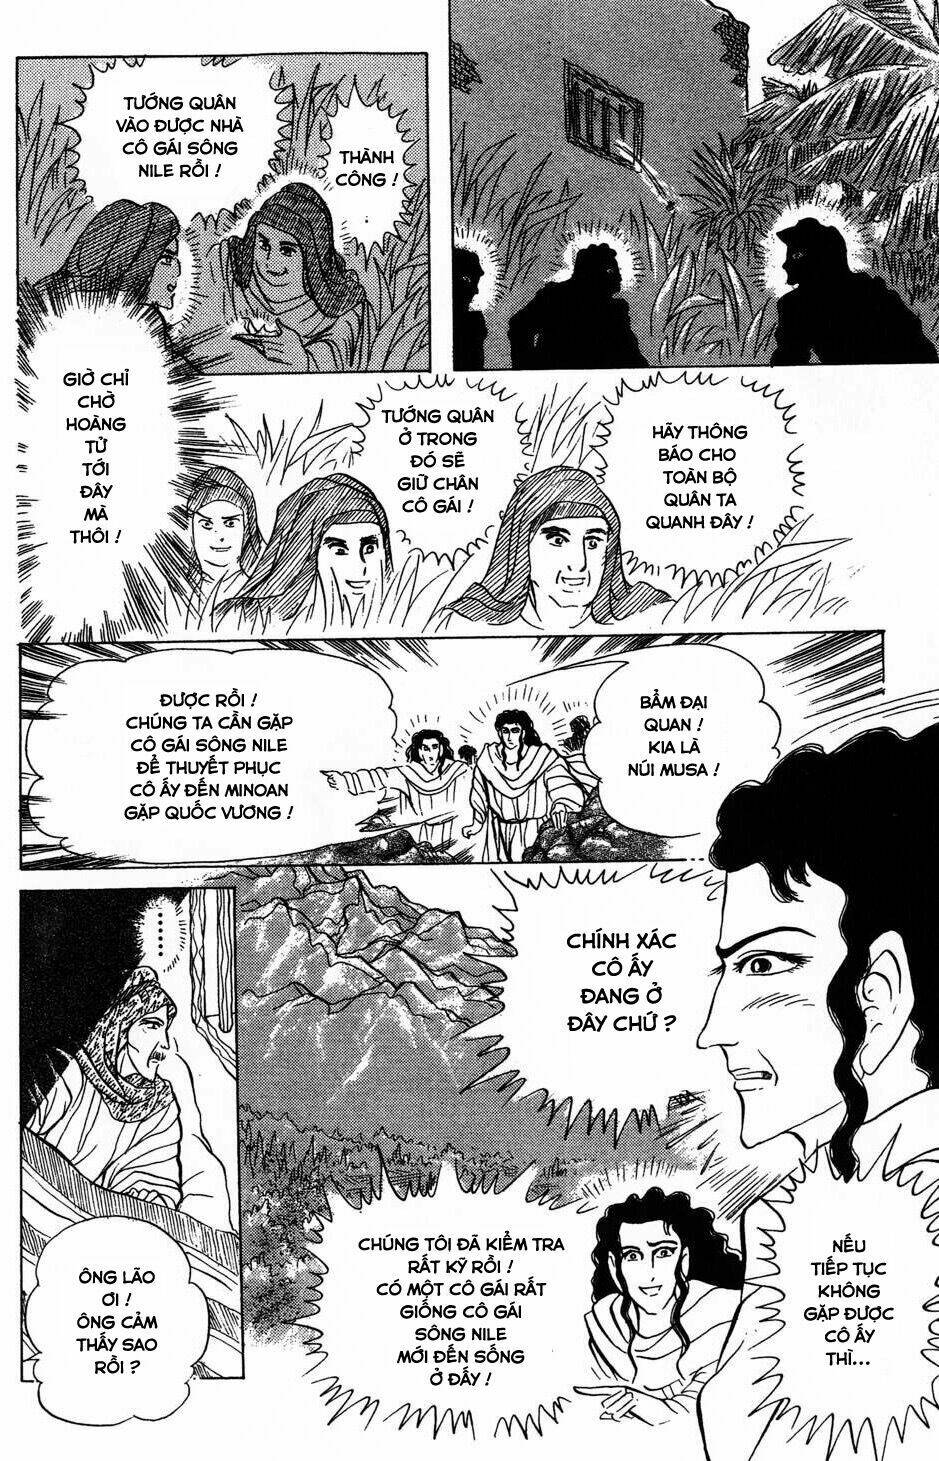 TƯỚNG QUÂN
VÀO ĐƯỢC NHÀ
CÔ GÁI SÔNG
NILE RỒI !
THÀNH
CÔNG !
GIỜ CHỈ
CHỜ
HOÀNG
TỬ
TỚI
ĐÂY
MÀ
THÔI !
TƯỚNG QUÂN
Ở TRONG
ĐÓ SẼ
GIỮ CHÂN
CÔ GÁI !
HÃY THÔNG
BÁO CHO
TOÀN BỘ
QUÂN TA
QUANH ĐÂY !
ĐƯỢC RỒI !
CHÚNG TA CẦN GẶP
CÔ GÁI SÔNG NILE
ĐỂ THUYẾT PHỤC
CÔ ẤY ĐẾN MINOAN
GẶP QUỐC VƯƠNG !
BẨM ĐẠI
QUAN !
KIA LÀ
NÚI MUSA !
CHÍNH XÁC
CÔ ẤY
ĐANG Ở
ĐÂY CHỨ ?
CHÚNG TÔI ĐÃ KIỂM TRA
RẤT KỸ RỒI !
CÓ MỘT CÔ GÁI RẤT
GIỐNG CÔ GÁI
SÔNG NILE
MỚI ĐẾN SỐNG
Ở ĐẤY !
NẾU
TIẾP TỤC
KHÔNG
GẶP ĐƯỢC
CÔ ẤY
THÌ...
ÔNG LÃO
ƠI !
ÔNG CẢM
THẤY SAO
RỒI ?